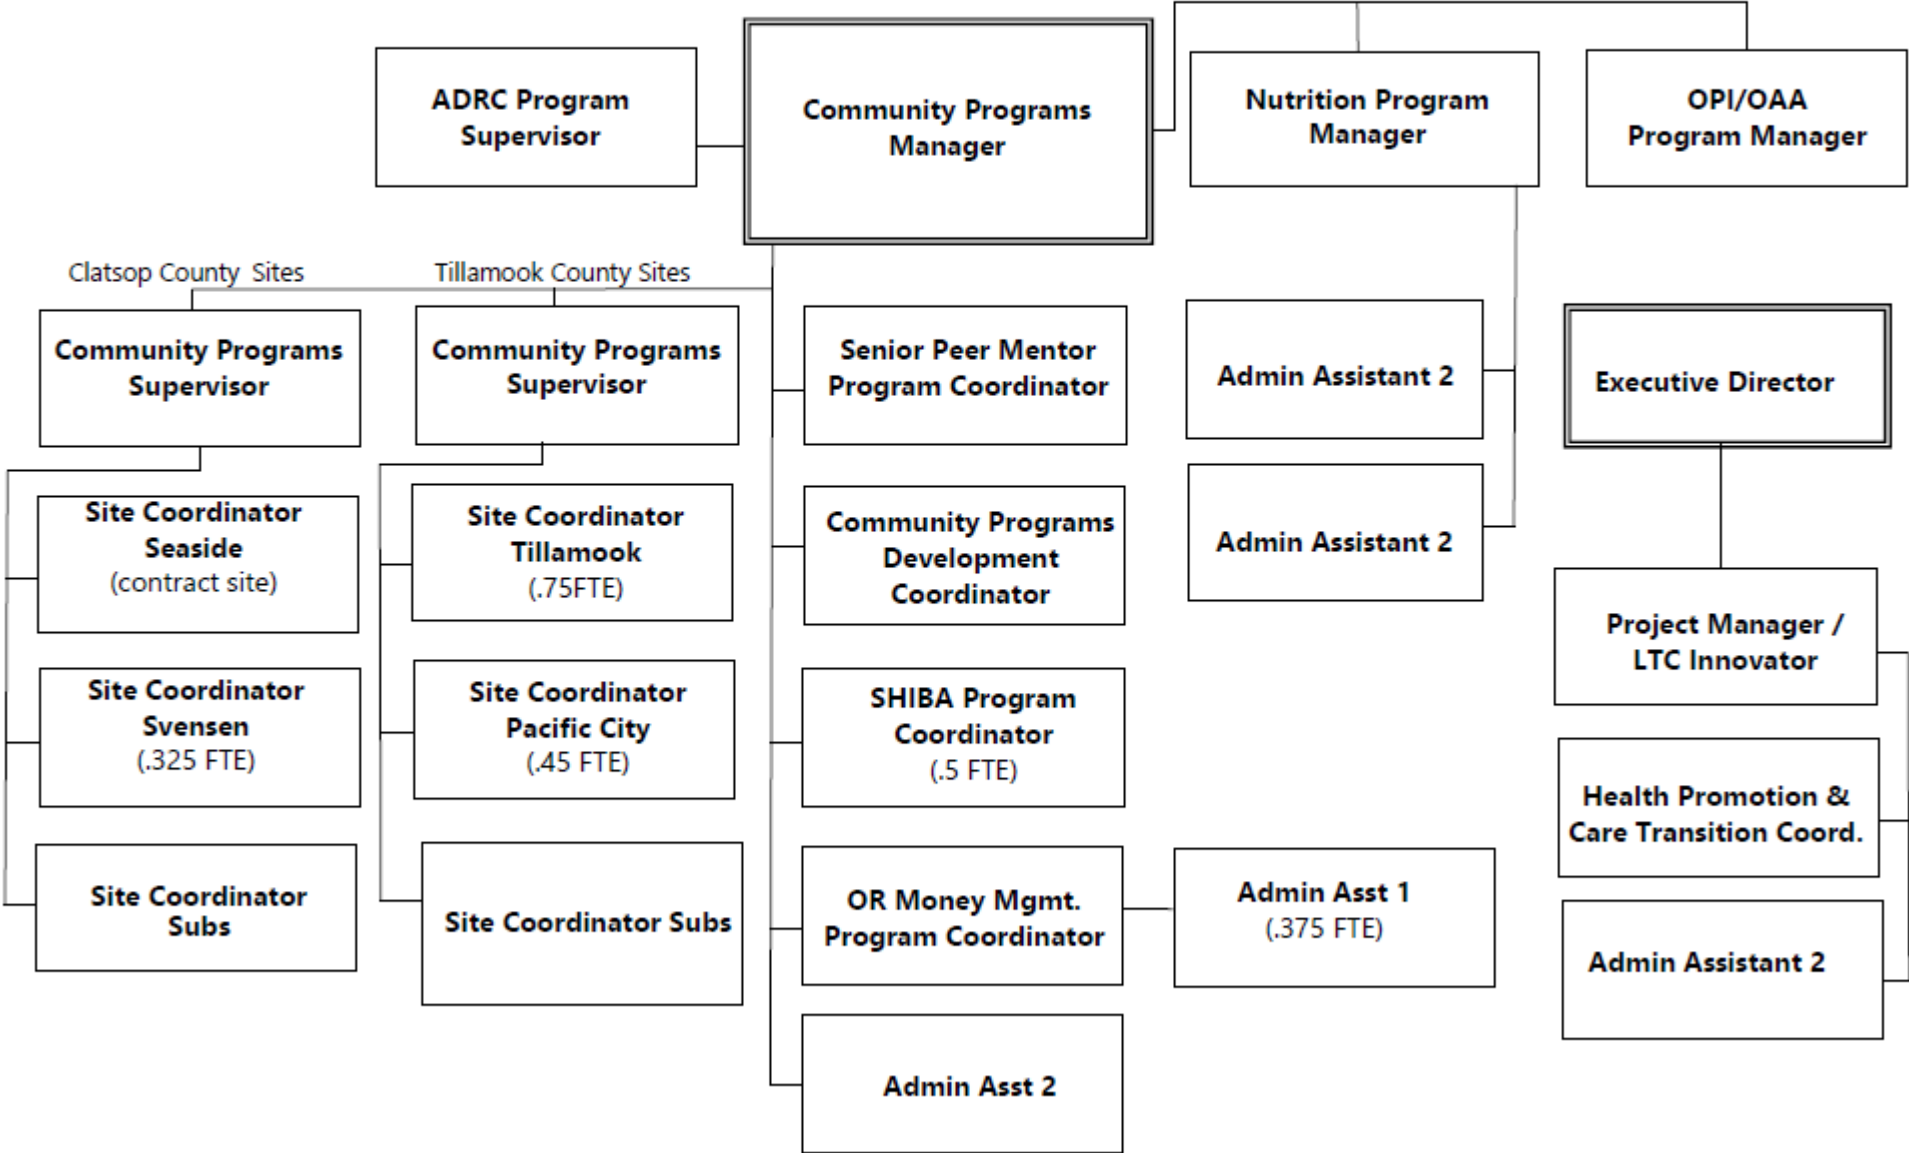 ADRC Program
Supervisor
Community Programs
Manager
Nutrition Program
Manager
OPI/OAA
Program Manager
Clatsop County  Sites
Tillamook County Sites
Community Programs
Supervisor
Community Programs
Supervisor
Senior Peer Mentor
Program Coordinator
Admin Assistant 2
Executive Director
Site Coordinator
Seaside
(contract site)
Site Coordinator
Tillamook
(.75FTE)
Community Programs
Development
Coordinator
Admin Assistant 2
Project Manager /
LTC Innovator
Site Coordinator
Svensen
(.325 FTE)
Site Coordinator
Pacific City
(.45 FTE)
SHIBA Program
Coordinator
(.5 FTE)
Health Promotion &
Care Transition Coord.
Site Coordinator
Subs
Site Coordinator Subs
OR Money Mgmt.
Program Coordinator
Admin Asst 1
(.375 FTE)
Admin Assistant 2
Admin Asst 2